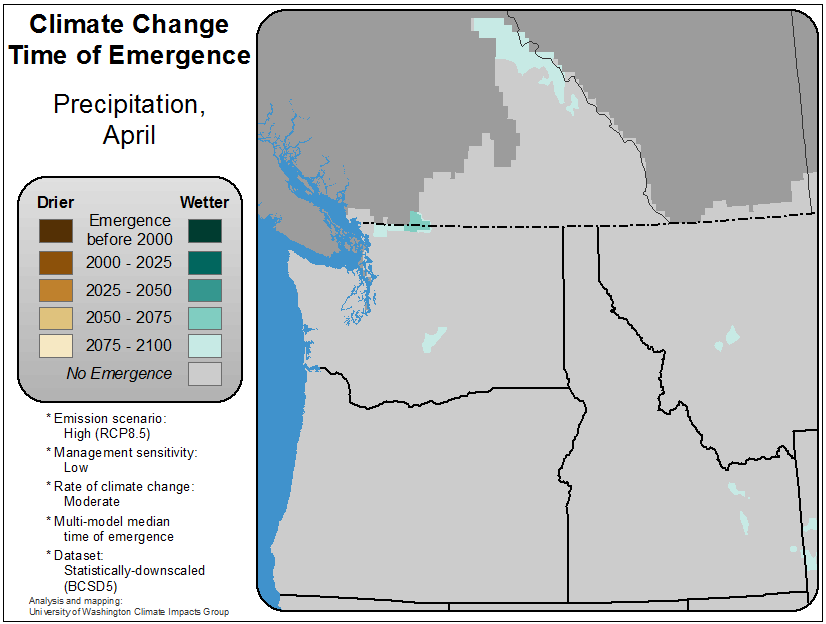 Climate Change
Time of Emergence
Precipitation,
April
Drier
Wetter
Emergence
before 2000
2000 - 2025
2025 - 2050
2050 - 2075
2075 - 2100
No Emergence
* Emission scenario:
High (RCP8.5)
* Management sensitivity:
Low
* Rate of climate change:
Moderate
* Multi-model median
time of emergence
* Dataset:
Statistically-downscaled
(BCSD5)
Analysis and mapping:
University of Washington Climate Impacts Group